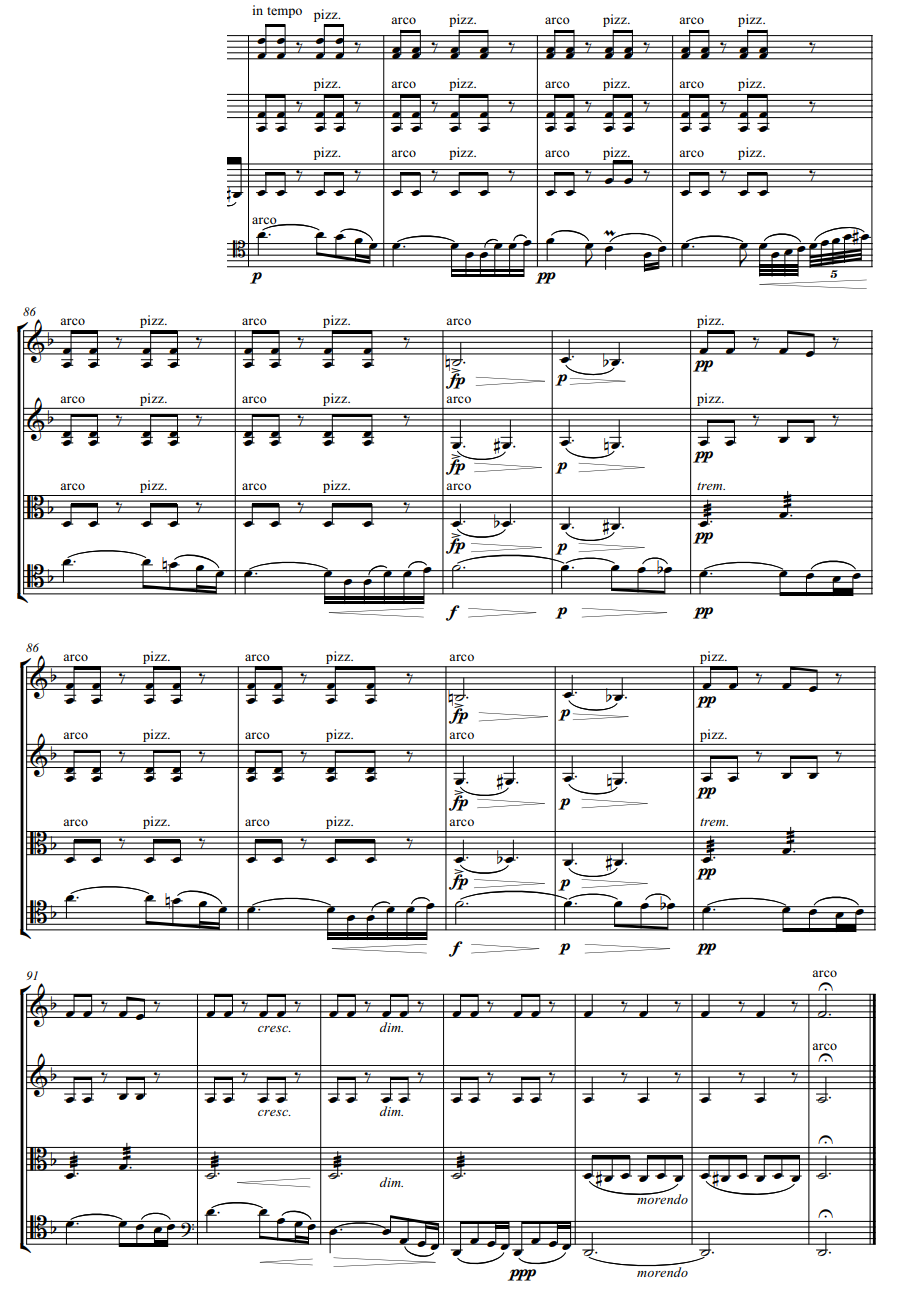 in tempo pizz. arco pizz. arco pizz. arco pizz.
pizz. arco pizz. arco pizz. arco pizz.
pizz. arco pizz. arco pizz. arco pizz.
arco
p pp 5
86
arco pizz. arco pizz. arco pizz.
fp p pp
arco pizz. arco pizz. arco pizz.
fp p pp
arco pizz. arco pizz. arco trem.
fp p pp
f p pp
86
arco pizz. arco pizz. arco pizz.
fp p pp
arco pizz. arco pizz. arco pizz.
fp p pp
arco pizz. arco pizz. arco trem.
fp p pp
f p pp
91 arco
cresc. dim.
arco
cresc. dim.
dim. morendo
ppp morendo